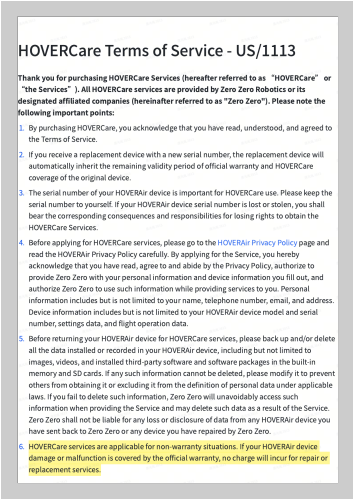 HOVERCare Terms of Service - US/1113
Thank you for purchasing HOVERCare Services (hereafter referred to as “HOVERCare” or
“the Services”). All HOVERCare services are provided by Zero Zero Robotics or its
designated affiliated companies (hereinafter referred to as "Zero Zero"). Please note the
following important points:
1. By purchasing HOVERCare, you acknowledge that you have read, understood, and agreed to
the Terms of Service.
2. If you receive a replacement device with a new serial number, the replacement device will
automatically inherit the remaining validity period of official warranty and HOVERCare
coverage of the original device.
3. The serial number of your HOVERAir device is important for HOVERCare use. Please keep the
serial number to yourself. If your HOVERAir device serial number is lost or stolen, you shall
bear the corresponding consequences and responsibilities for losing rights to obtain the
HOVERCare Services.
4. Before applying for HOVERCare services, please go to the HOVERAir Privacy Policy page and
read the HOVERAir Privacy Policy carefully. By applying for the Service, you hereby
acknowledge that you have read, agree to and abide by the Privacy Policy, authorize to
provide Zero Zero with your personal information and device information you fill out, and
authorize Zero Zero to use such information while providing services to you. Personal
information includes but is not limited to your name, telephone number, email, and address.
Device information includes but is not limited to your HOVERAir device model and serial
number, settings data, and flight operation data.
5. Before returning your HOVERAir device for HOVERCare services, please back up and/or delete
all the data installed or recorded in your HOVERAir device, including but not limited to
images, videos, and installed third-party software and software packages in the built-in
memory and SD cards. If any such information cannot be deleted, please modify it to prevent
others from obtaining it or excluding it from the definition of personal data under applicable
laws. If you fail to delete such information, Zero Zero will unavoidably access such
information when providing the Service and may delete such data as a result of the Service.
Zero Zero shall not be liable for any loss or disclosure of data from any HOVERAir device you
have sent back to Zero Zero or any device you have repaired by Zero Zero.
6. HOVERCare services are applicable for non-warranty situations. If your HOVERAir device
damage or malfunction is covered by the official warranty, no charge will incur for repair or
replacement services.